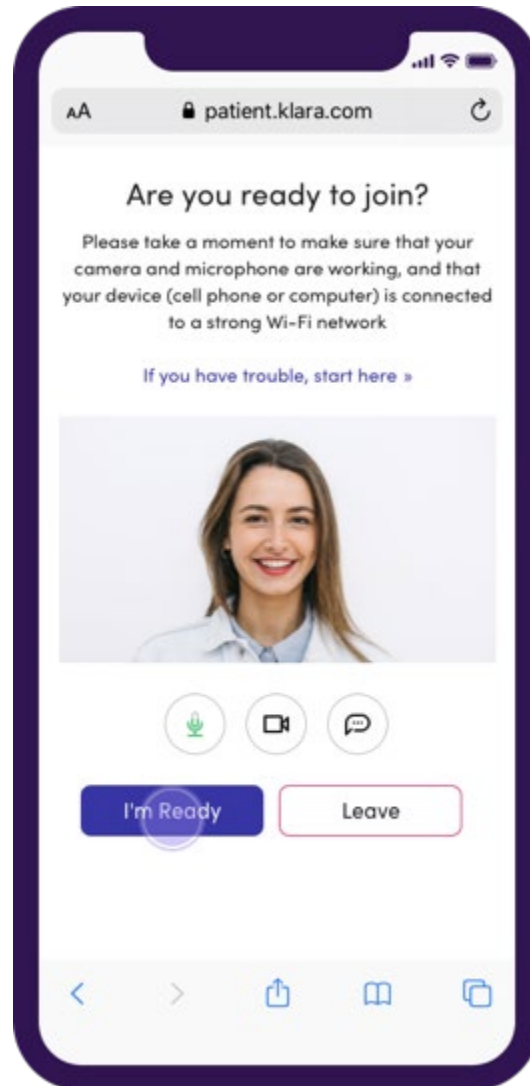 AA
patient.klara.com
Are you ready to join?
Please take a moment to make sure that your
camera and microphone are working, and that
your device (cell phone or computer) is connected
to a strong Wi-Fi network
If you have trouble, start here »
I'm Ready
Leave